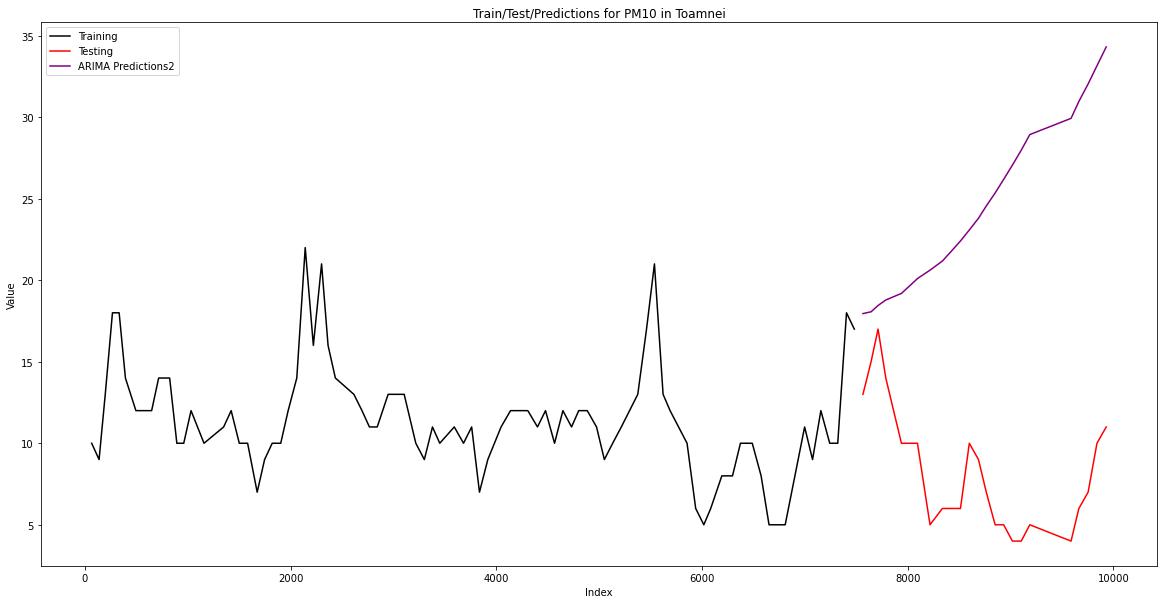 Train/Test/Predictions for PM10 in Toamnei
Training
Testing
ARIMA Predictions2
35
30
25
20
15
10
5
Value
0
2000
4000
6000
8000
10000
Index